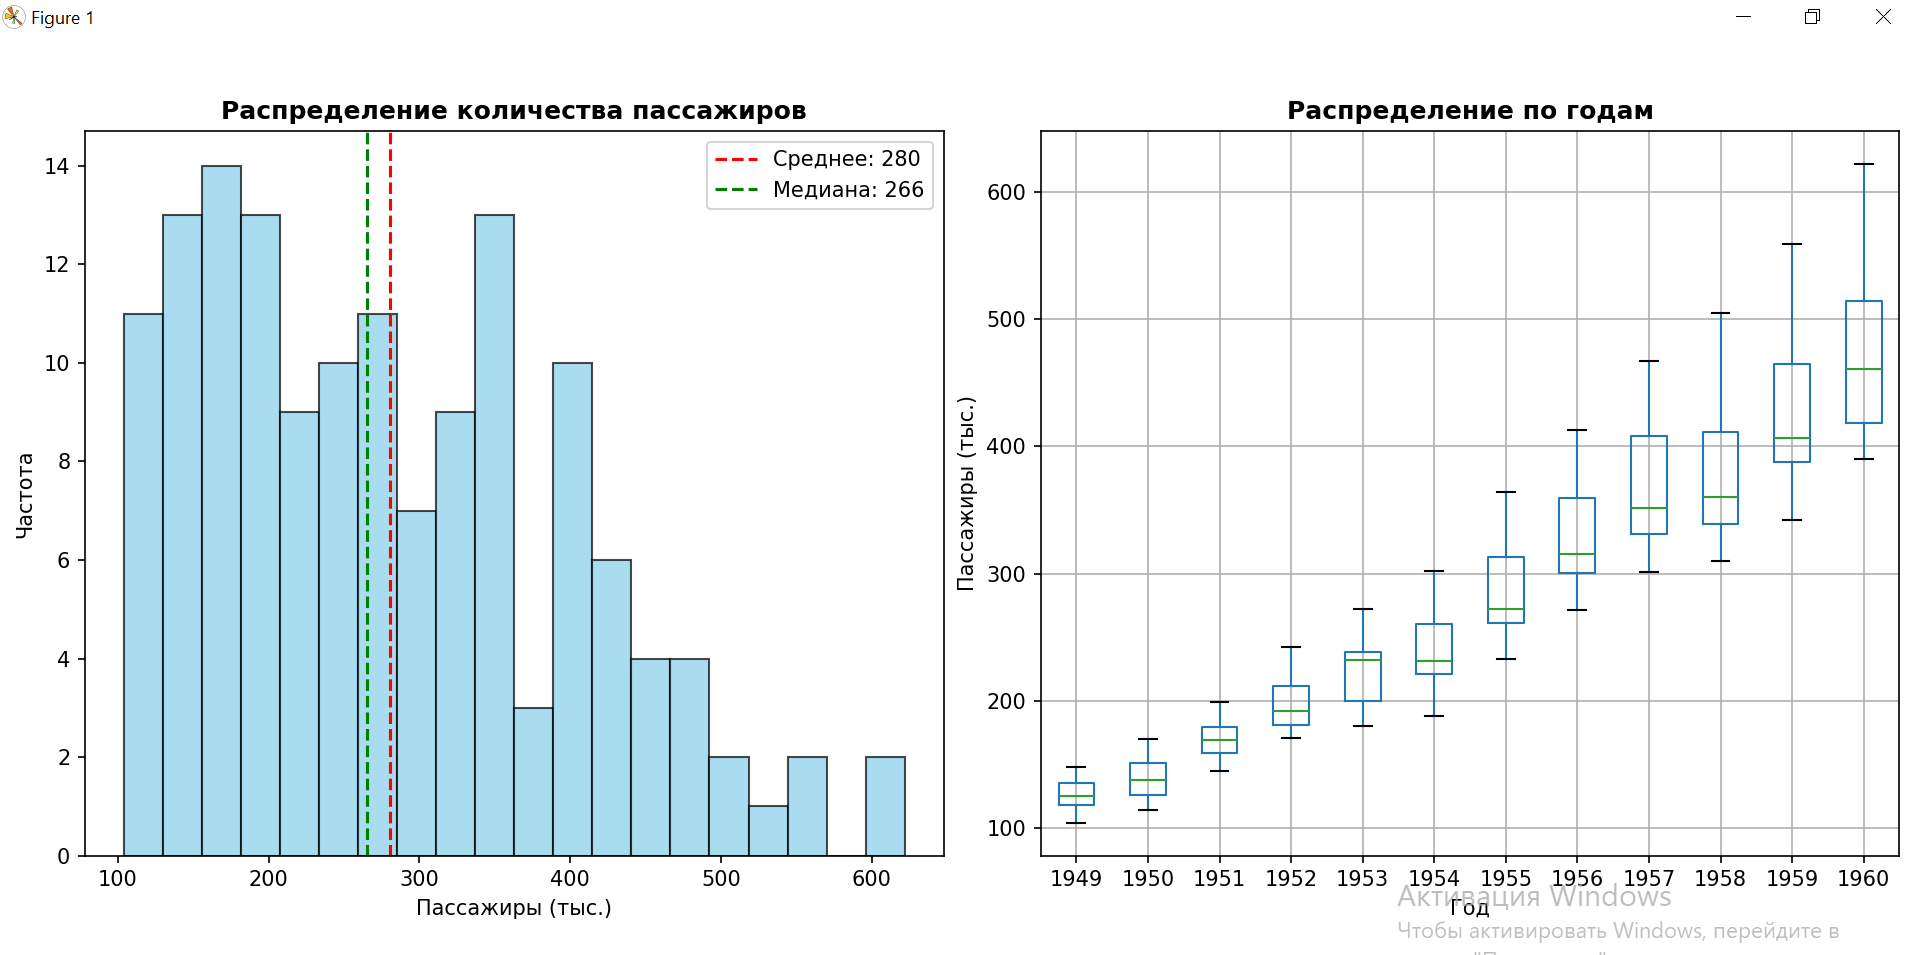 Figure 1
Распределение количества пассажиров
Среднее: 280
Медиана: 266
Частота
14
12
10
8
6
4
2
0
100 200 300 400 500 600
Пассажиры (тыс.)
Распределение по годам
Пассажиры (тыс.)
600
500
400
300
200
100
1949 1950 1951 1952 1953 1954 1955 1956 1957 1958 1959 1960
Год
Активация Windows
Чтобы активировать Windows, перейдите в